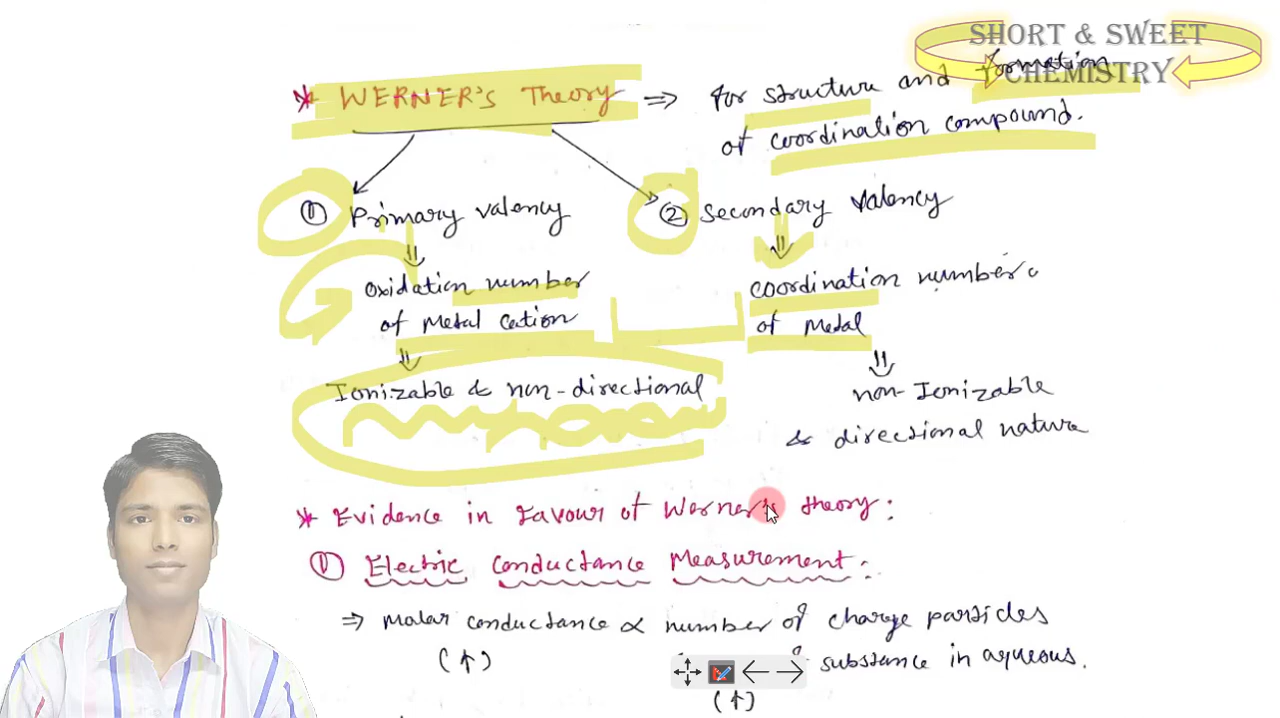 SHORT & SWEET
CHEMISTRY
* WERNER'S Theory ⇒ for structure and formation
of coordination compound.
① Primary valency
② Secondary valency
⇓
⇓
Oxidation number
of Metal cation
coordination number
of Metal
⇓
⇓
Ionizable & non-directional
non-Ionizable
& directional nature
* Evidence in Favour of Werner's theory:
① Electric Conductance Measurement:
⇒ molar conductance ∝ number of charge particles
(↑)
substance in aqueous.
(↑)